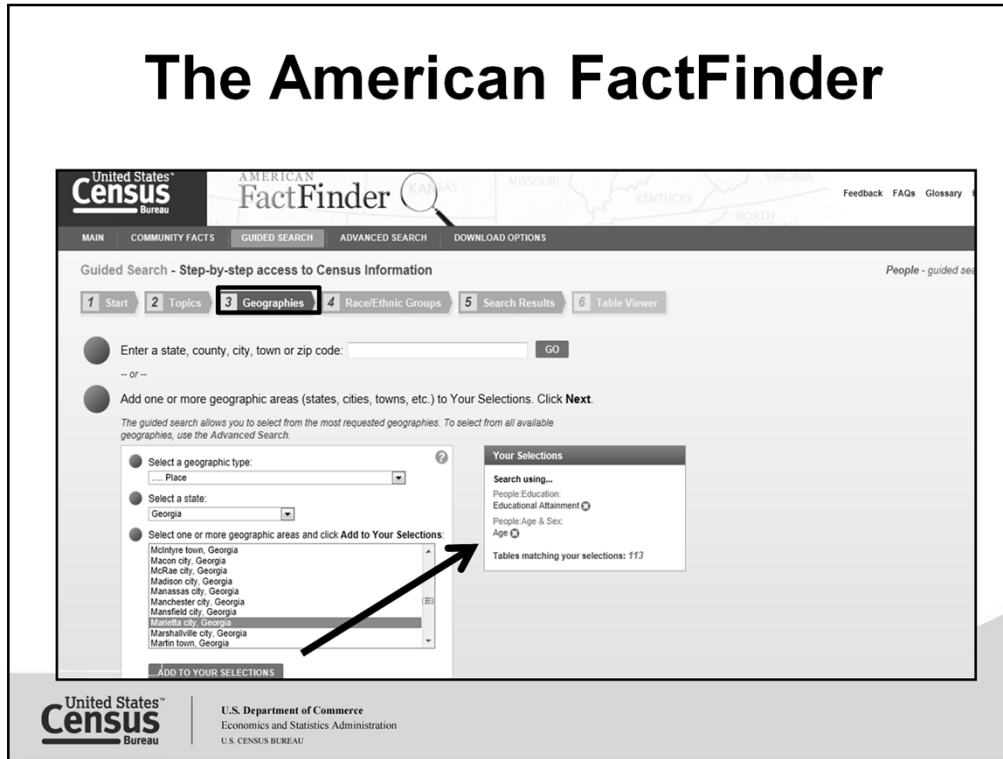 The American FactFinder
United States™
Census
Bureau
AMERICAN
FactFinder
KANSAS
MISSOURI
KENTUCKY
VIRGINIA
NORTH
CAROLINA
Feedback FAQs Glossary
MAIN COMMUNITY FACTS GUIDED SEARCH ADVANCED SEARCH DOWNLOAD OPTIONS
Guided Search - Step-by-step access to Census Information
People - guided sea
1 Start 2 Topics 3 Geographies 4 Race/Ethnic Groups 5 Search Results 6 Table Viewer
Enter a state, county, city, town or zip code: GO
-- or --
Add one or more geographic areas (states, cities, towns, etc.) to Your Selections. Click Next.
The guided search allows you to select from the most requested geographies. To select from all available
geographies, use the Advanced Search.
Select a geographic type:
..... Place
Select a state:
Georgia
Select one or more geographic areas and click Add to Your Selections:
McIntyre town, Georgia
Macon city, Georgia
McRae city, Georgia
Madison city, Georgia
Manassas city, Georgia
Manchester city, Georgia
Mansfield city, Georgia
Marietta city, Georgia
Marshallville city, Georgia
Martin town, Georgia
ADD TO YOUR SELECTIONS
Your Selections
Search using...
People:Education:
Educational Attainment
People:Age & Sex:
Age
Tables matching your selections: 113
United States™
Census
Bureau
U.S. Department of Commerce
Economics and Statistics Administration
U.S. CENSUS BUREAU